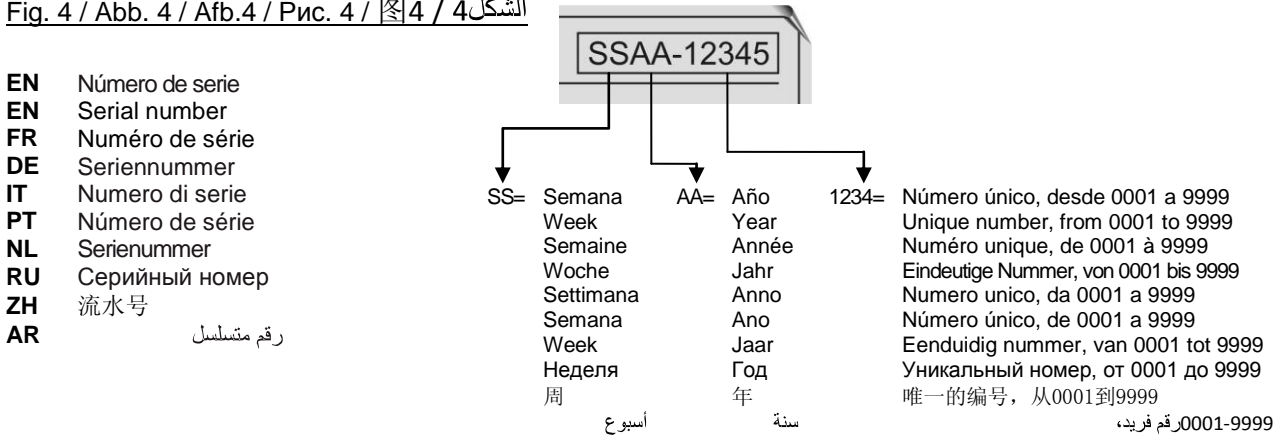 Fig. 4 / Abb. 4 / Afb.4 / Рис. 4 / 图4 / الشكل4
SSAA-12345
EN Número de serie
EN Serial number
FR Numéro de série
DE Seriennummer
IT Numero di serie
PT Número de série
NL Serienummer
RU Серийный номер
ZH 流水号
AR رقم متسلسل
SS= Semana AA= Año 1234= Número único, desde 0001 a 9999
Week Year Unique number, from 0001 to 9999
Semaine Année Numéro unique, de 0001 à 9999
Woche Jahr Eindeutige Nummer, von 0001 bis 9999
Settimana Anno Numero unico, da 0001 a 9999
Semana Ano Número único, de 0001 a 9999
Week Jaar Eenduidig nummer, van 0001 tot 9999
Неделя Год Уникальный номер, от 0001 до 9999
周 年 唯一的编号，从0001到9999
أسبوع سنة رقم فريد، 0001-9999